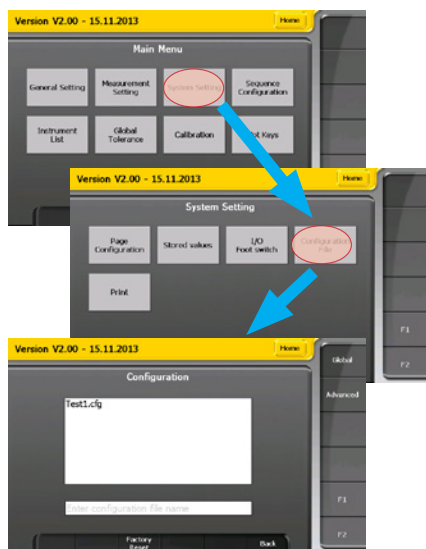 Version V2.00 - 15.11.2013 Home
Main Menu
General Setting Measurement Setting System Setting Sequence Configuration
Instrument List Global Tolerance Calibration Hot Keys
Version V2.00 - 15.11.2013 Home
System Setting
Page Configuration Stored values I/O Foot switch Configuration File
Print
F1
F2
Version V2.00 - 15.11.2013 Home
Global
Configuration
Advanced
Test1.cfg
Enter configuration file name
F1
Factory Reset Back
F2